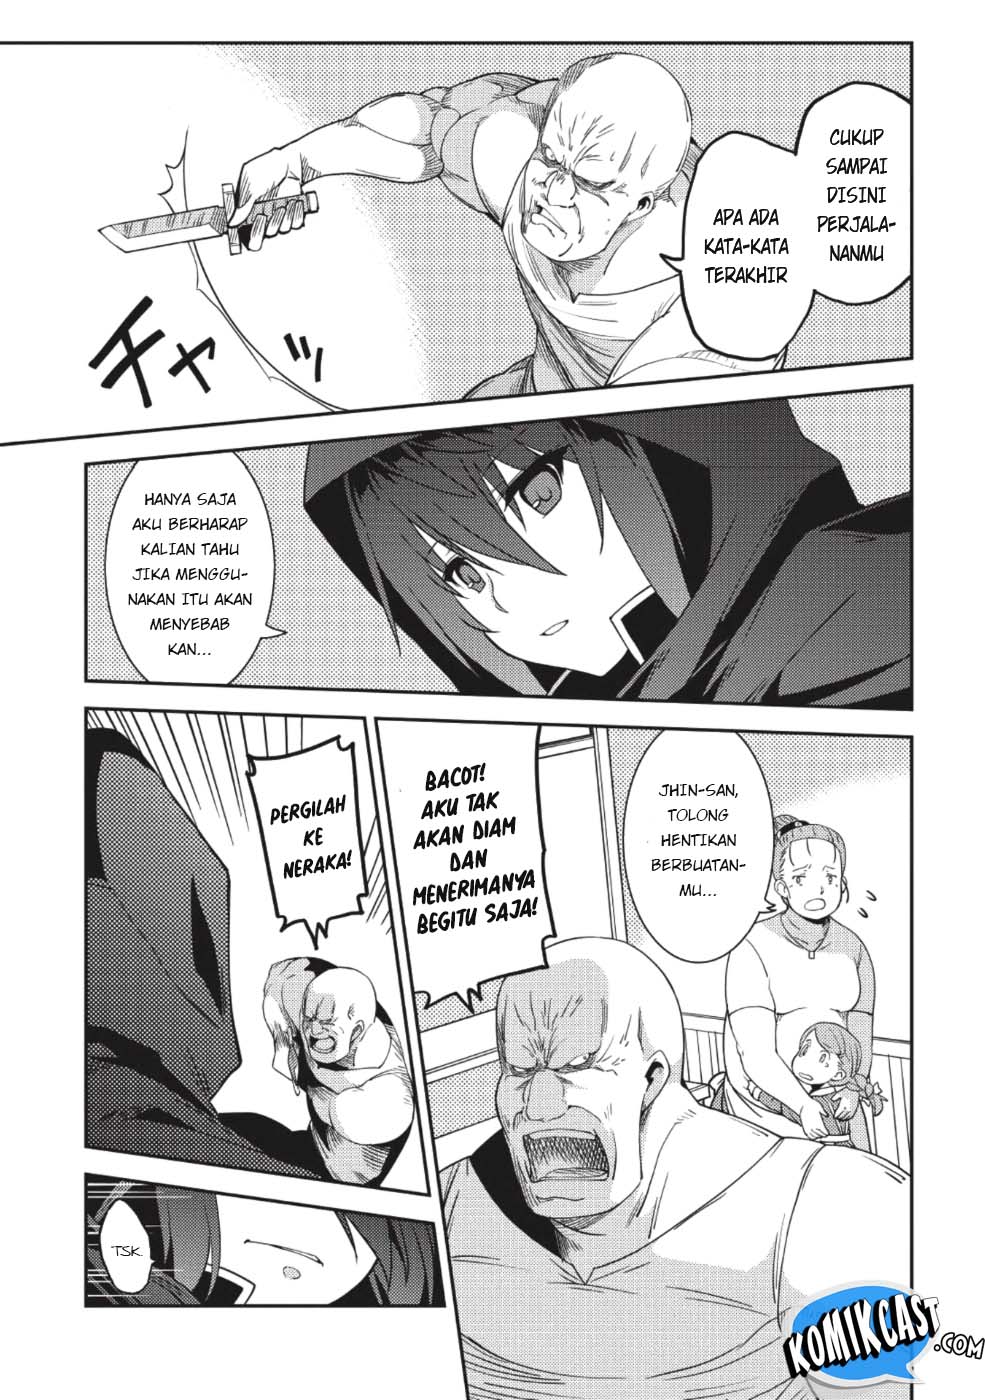 CUKUP
SAMPAI
DISINI
PERJALA-
NANMU
APA ADA
KATA-KATA
TERAKHIR
チャッ
HANYA SAJA
AKU BERHARAP
KALIAN TAHU
JIKA MENGGU-
NAKAN ITU AKAN
MENYEBAB
KAN...
JHIN-SAN,
TOLONG
HENTIKAN
BERBUATAN-
MU...
BACOT!
AKU TAK
AKAN DIAM
DAN
MENERIMANYA
BEGITU SAJA!
PERGILAH
KE
NERAKA!
TSK.
KOMIKCAST.COM